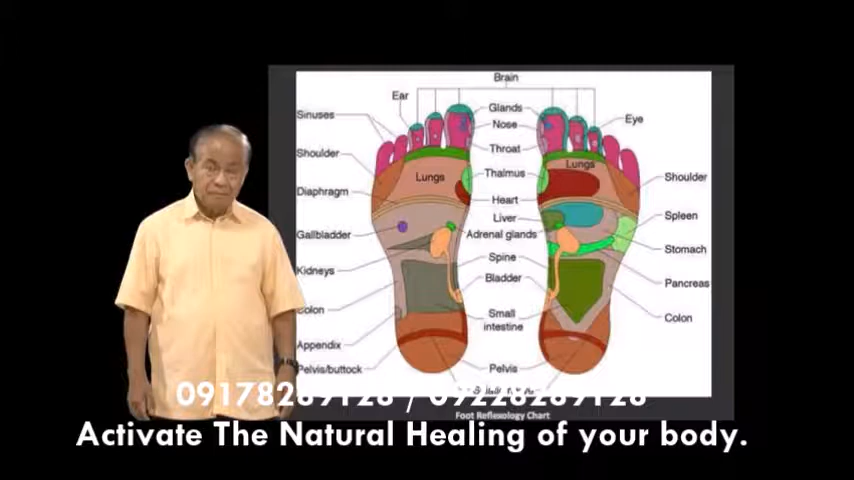 Brain
Ear
Glands
Eye
Sinuses
Nose
Throat
Shoulder
Lungs
Lungs
Thalmus
Shoulder
Diaphragm
Heart
Liver
Spleen
Gallbladder
Adrenal glands
Stomach
Kidneys
Spine
Bladder
Pancreas
Colon
Small
intestine
Colon
Appendix
Pelvis/buttock
Pelvis
Foot Reflexology Chart
Activate The Natural Healing of your body.